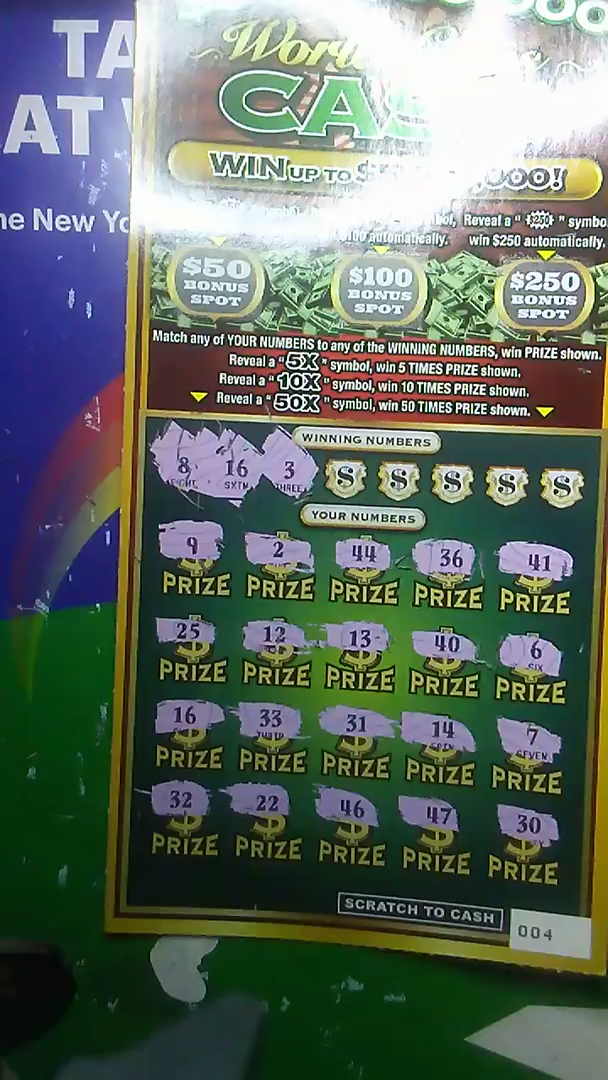 TA
AT
he New Yo
World
CAS
WIN UP TO $ ,000!
Reveal a " $250 " symbo
$100 automatically. win $250 automatically,
$50 BONUS SPOT
$100 BONUS SPOT
$250 BONUS SPOT
Match any of YOUR NUMBERS to any of the WINNING NUMBERS, win PRIZE shown.
Reveal a "5X" symbol, win 5 TIMES PRIZE shown,
Reveal a "10X" symbol, win 10 TIMES PRIZE shown,
Reveal a "50X" symbol, win 50 TIMES PRIZE shown.
WINNING NUMBERS
8 16 3 $ $ $ $ $
SXTN THREE
YOUR NUMBERS
9 2 44 36 41
PRIZE PRIZE PRIZE PRIZE PRIZE
25 12 13 40 6
SIX
PRIZE PRIZE PRIZE PRIZE PRIZE
16 33 31 14 7
SEVEN
PRIZE PRIZE PRIZE PRIZE PRIZE
32 22 46 47 30
PRIZE PRIZE PRIZE PRIZE PRIZE
SCRATCH TO CASH
004